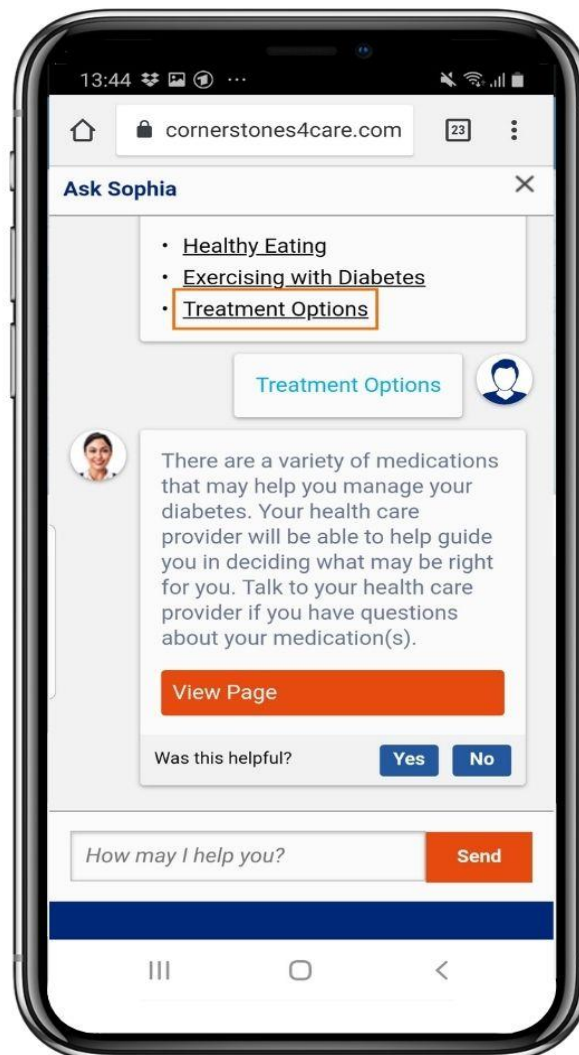 13:44
cornerstones4care.com 23
Ask Sophia
• Healthy Eating
• Exercising with Diabetes
• Treatment Options
Treatment Options
There are a variety of medications
that may help you manage your
diabetes. Your health care
provider will be able to help guide
you in deciding what may be right
for you. Talk to your health care
provider if you have questions
about your medication(s).
View Page
Was this helpful? Yes No
How may I help you? Send